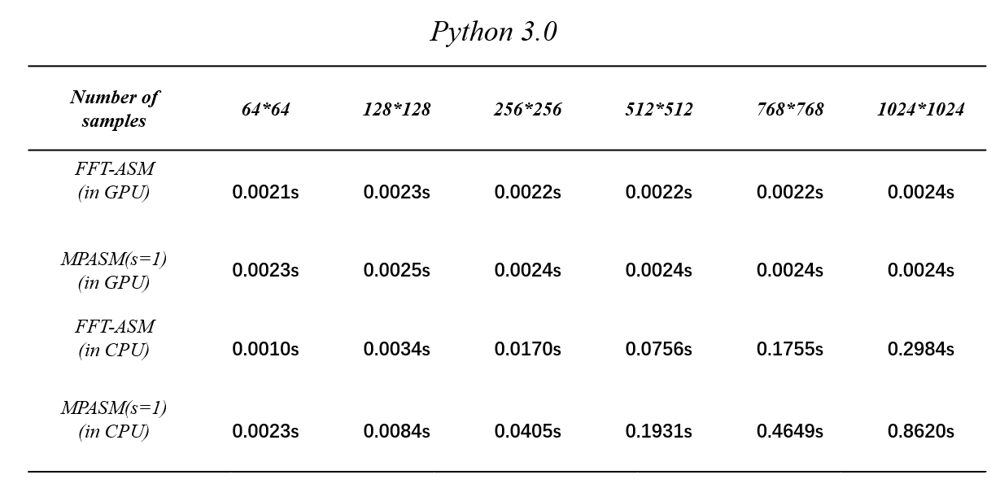 Python 3.0
Number of samples 64*64 128*128 256*256 512*512 768*768 1024*1024
FFT-ASM
(in GPU) 0.0021s 0.0023s 0.0022s 0.0022s 0.0022s 0.0024s
MPASM(s=1)
(in GPU) 0.0023s 0.0025s 0.0024s 0.0024s 0.0024s 0.0024s
FFT-ASM
(in CPU) 0.0010s 0.0034s 0.0170s 0.0756s 0.1755s 0.2984s
MPASM(s=1)
(in CPU) 0.0023s 0.0084s 0.0405s 0.1931s 0.4649s 0.8620s